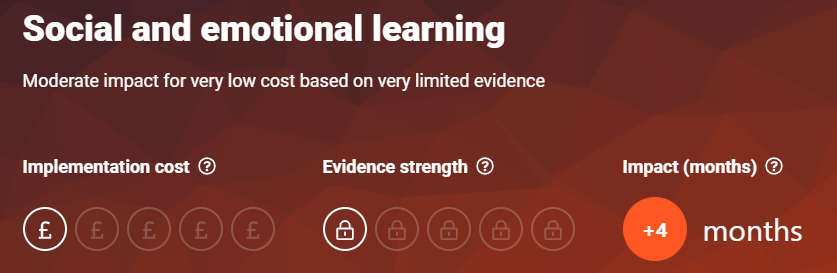 Social and emotional learning
Moderate impact for very low cost based on very limited evidence
Implementation cost ? Evidence strength ? Impact (months) ?
£ £ £ £ £ +4 months